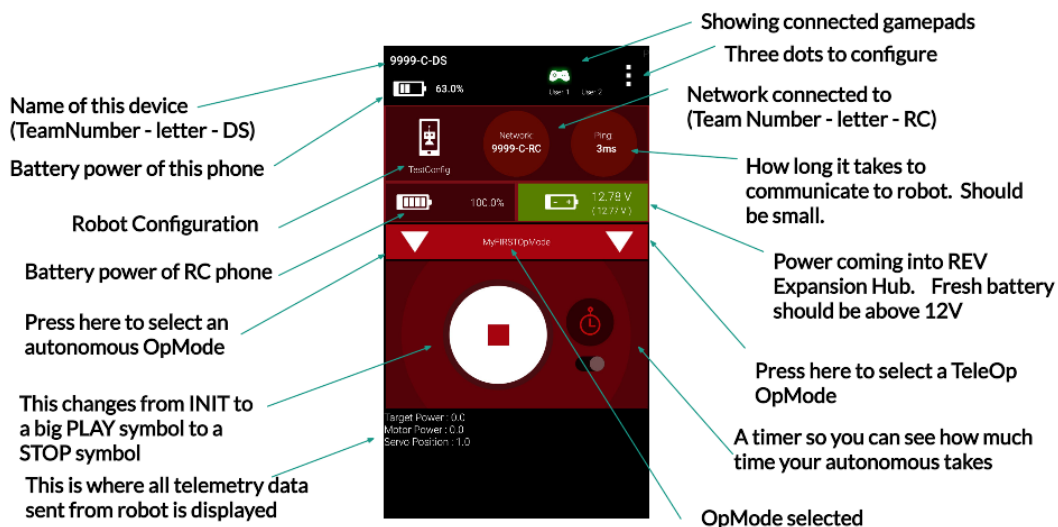 Showing connected gamepads
Three dots to configure
Name of this device
(TeamNumber - letter - DS)
Battery power of this phone
Network connected to
(Team Number - letter - RC)
How long it takes to
communicate to robot. Should
be small.
Robot Configuration
Battery power of RC phone
Power coming into REV
Expansion Hub. Fresh battery
should be above 12V
Press here to select an
autonomous OpMode
Press here to select a TeleOp
OpMode
This changes from INIT to
a big PLAY symbol to a
STOP symbol
A timer so you can see how much
time your autonomous takes
This is where all telemetry data
sent from robot is displayed
OpMode selected
9999-C-DS
63.0%
User 1 User 2
Network:
9999-C-RC
Ping:
3ms
TestConfig
100.0%
12.78 V
( 12.77 V )
MyFIRSTOpMode
Target Power : 0.0
Motor Power : 0.0
Servo Position : 1.0